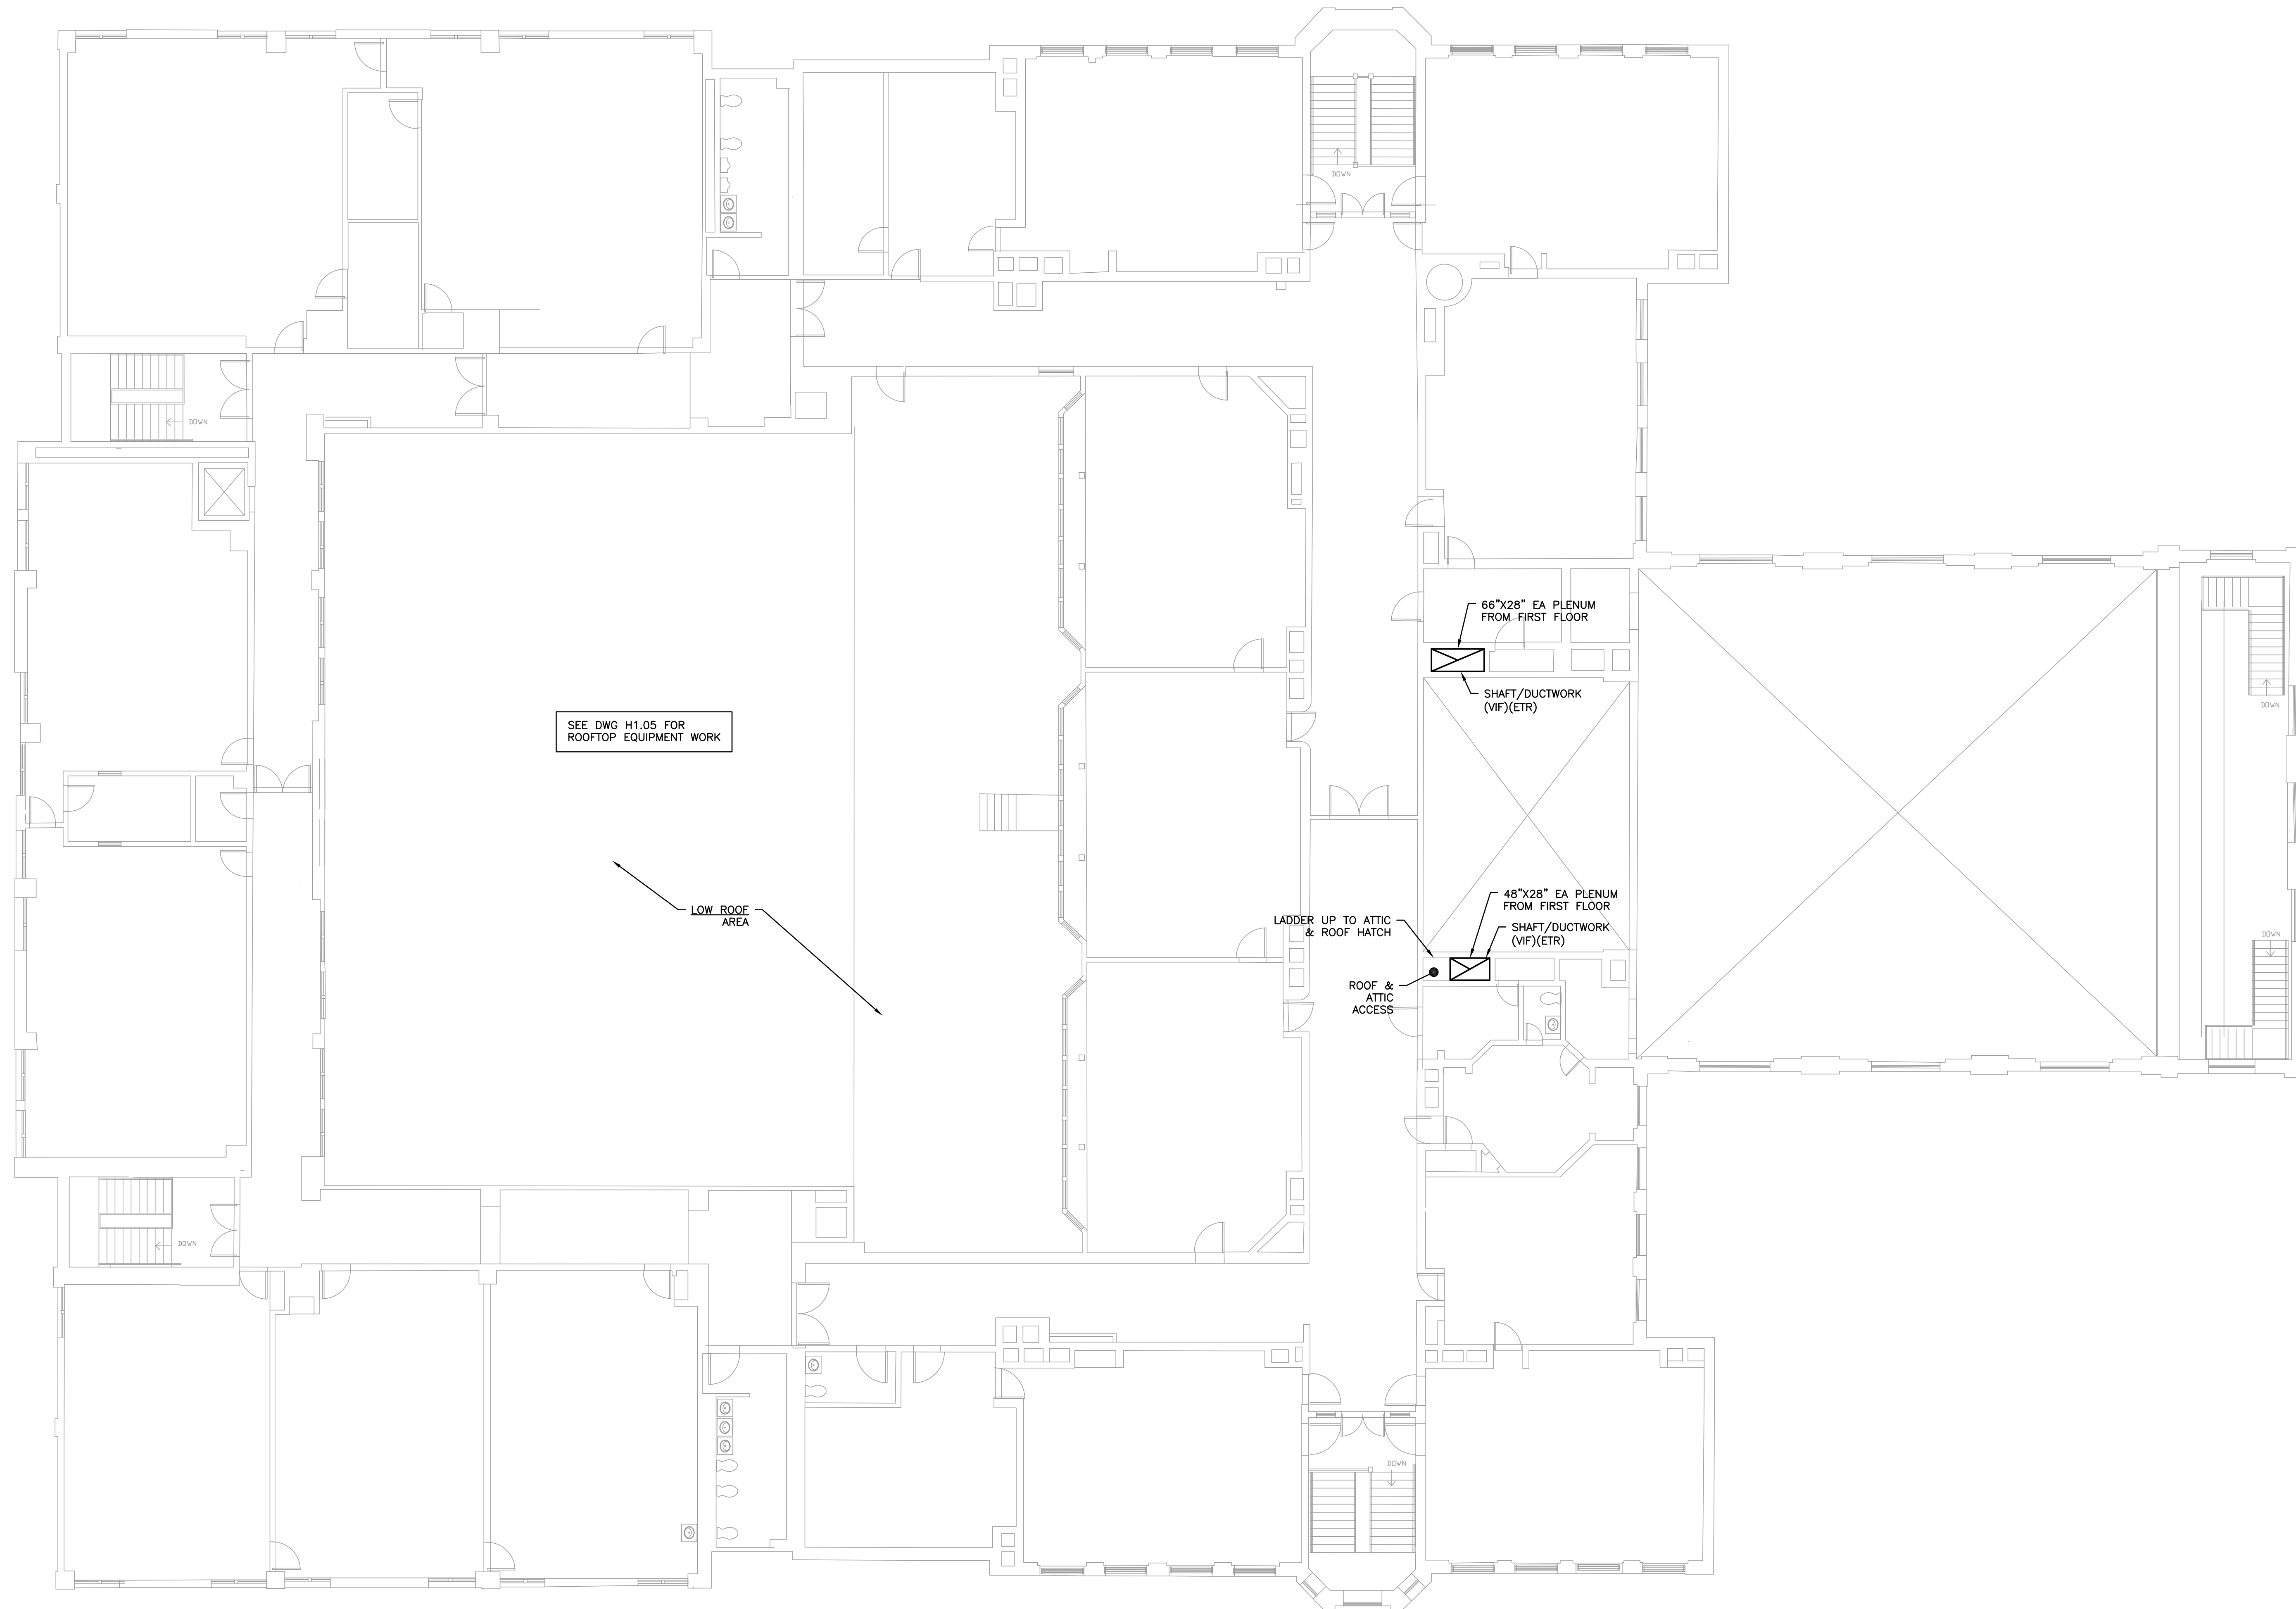 DOWN
DOWN
66"X28" EA PLENUM
FROM FIRST FLOOR
SHAFT/DUCTWORK
(VIF)(ETR)
DOWN
SEE DWG H1.05 FOR
ROOFTOP EQUIPMENT WORK
48"X28" EA PLENUM
FROM FIRST FLOOR
LOW ROOF
AREA
LADDER UP TO ATTIC
& ROOF HATCH
SHAFT/DUCTWORK
(VIF)(ETR)
DOWN
ROOF &
ATTIC
ACCESS
DOWN
DOWN